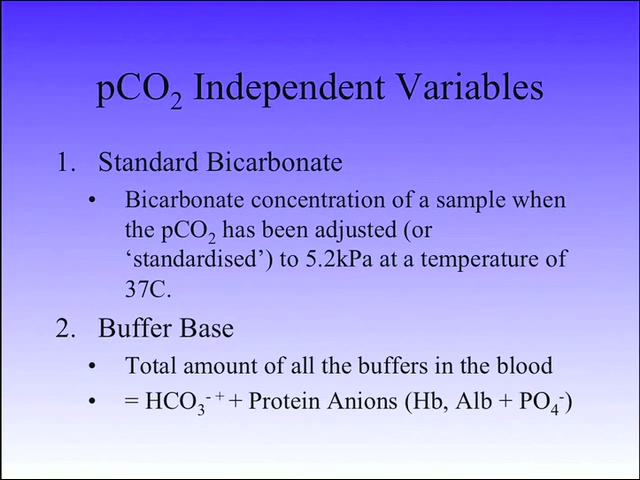 pCO₂ Independent Variables
1. Standard Bicarbonate
• Bicarbonate concentration of a sample when
the pCO₂ has been adjusted (or
‘standardised’) to 5.2kPa at a temperature of
37C.
2. Buffer Base
• Total amount of all the buffers in the blood
• = HCO₃⁻ ⁺ + Protein Anions (Hb, Alb + PO₄⁻)